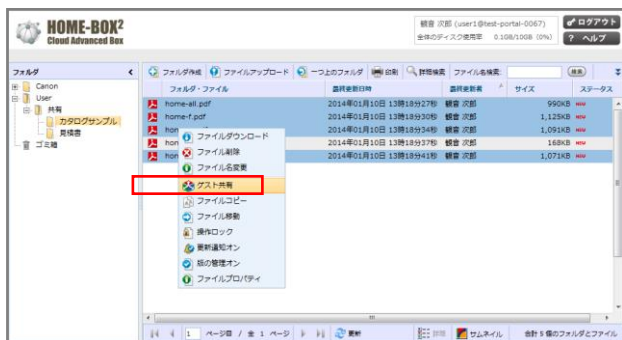 HOME-BOX²
Cloud Advanced Box
観音 次郎 (user1@test-portal-0067)
全体のディスク使用率 0.1GB/10GB (0%)
ログアウト
? ヘルプ
フォルダ
フォルダ作成 ファイルアップロード 一つ上のフォルダ 印刷 詳細検索 ファイル名検索: 検索
Canon
User
共有
カタログサンプル
見積書
ゴミ箱
フォルダ・ファイル 最終更新日時 最終更新者 サイズ ステータス
home-all.pdf 2014年01月10日 13時18分27秒 観音 次郎 990KB NEW
home-f.pdf 2014年01月10日 13時18分30秒 観音 次郎 1,125KB NEW
hon 2014年01月10日 13時18分34秒 観音 次郎 1,091KB NEW
hon 2014年01月10日 13時18分37秒 観音 次郎 168KB NEW
hon 2014年01月10日 13時18分41秒 観音 次郎 1,071KB NEW
ファイルダウンロード
ファイル削除
ファイル名変更
ゲスト共有
ファイルコピー
ファイル移動
操作ロック
更新通知オン
版の管理オン
ファイルプロパティ
1 ページ目 / 全 1 ページ 更新 詳細 サムネイル 合計 5 個のフォルダとファイル